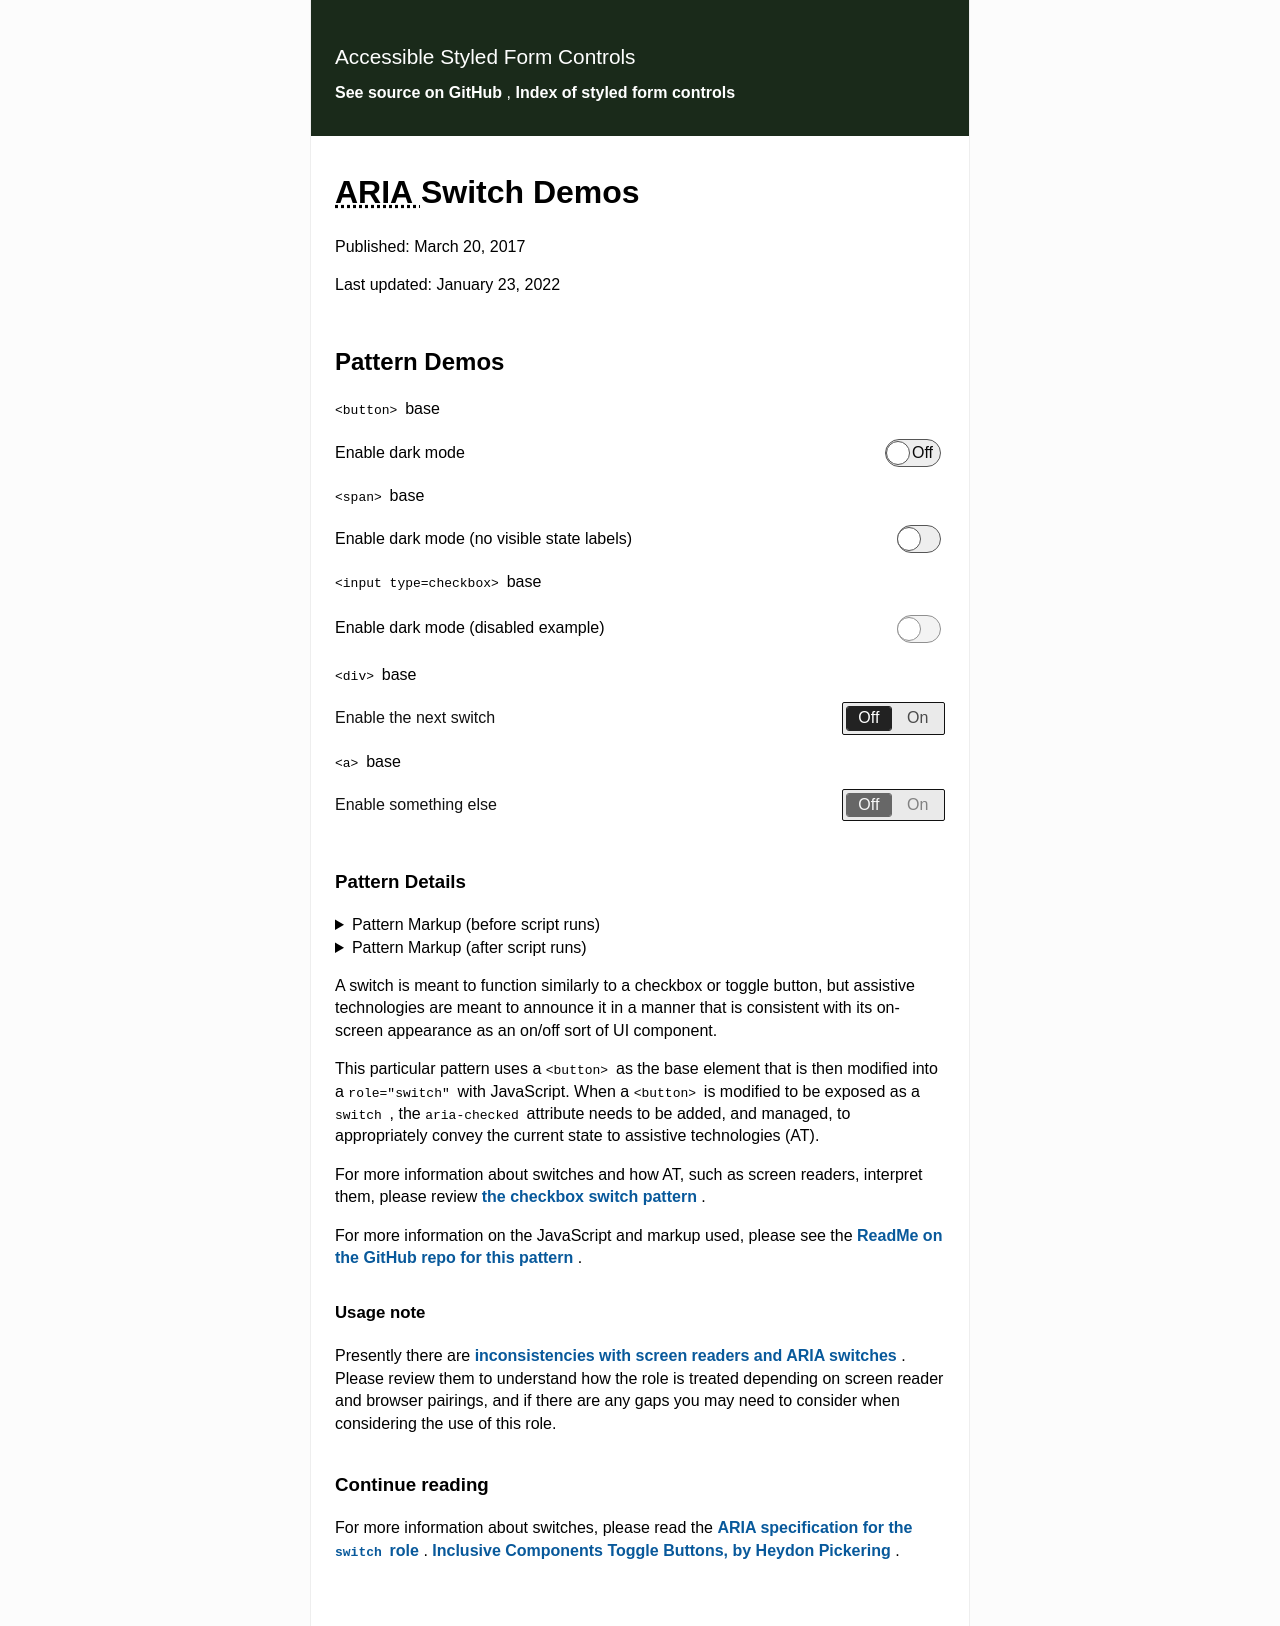 Accessible Styled Form Controls
See source on GitHub , Index of styled form controls
ARIA Switch Demos
Published: March 20, 2017
Last updated: January 23, 2022
Pattern Demos
<button> base
Enable dark mode Off
<span> base
Enable dark mode (no visible state labels)
<input type=checkbox> base
Enable dark mode (disabled example)
<div> base
Enable the next switch Off On
<a> base
Enable something else Off On
Pattern Details
Pattern Markup (before script runs)
Pattern Markup (after script runs)
A switch is meant to function similarly to a checkbox or toggle button, but assistive
technologies are meant to announce it in a manner that is consistent with its on-
screen appearance as an on/off sort of UI component.
This particular pattern uses a <button> as the base element that is then modified into
a role="switch" with JavaScript. When a <button> is modified to be exposed as a
switch , the aria-checked attribute needs to be added, and managed, to
appropriately convey the current state to assistive technologies (AT).
For more information about switches and how AT, such as screen readers, interpret
them, please review the checkbox switch pattern .
For more information on the JavaScript and markup used, please see the ReadMe on
the GitHub repo for this pattern .
Usage note
Presently there are inconsistencies with screen readers and ARIA switches .
Please review them to understand how the role is treated depending on screen reader
and browser pairings, and if there are any gaps you may need to consider when
considering the use of this role.
Continue reading
For more information about switches, please read the ARIA specification for the
switch role . Inclusive Components Toggle Buttons, by Heydon Pickering .